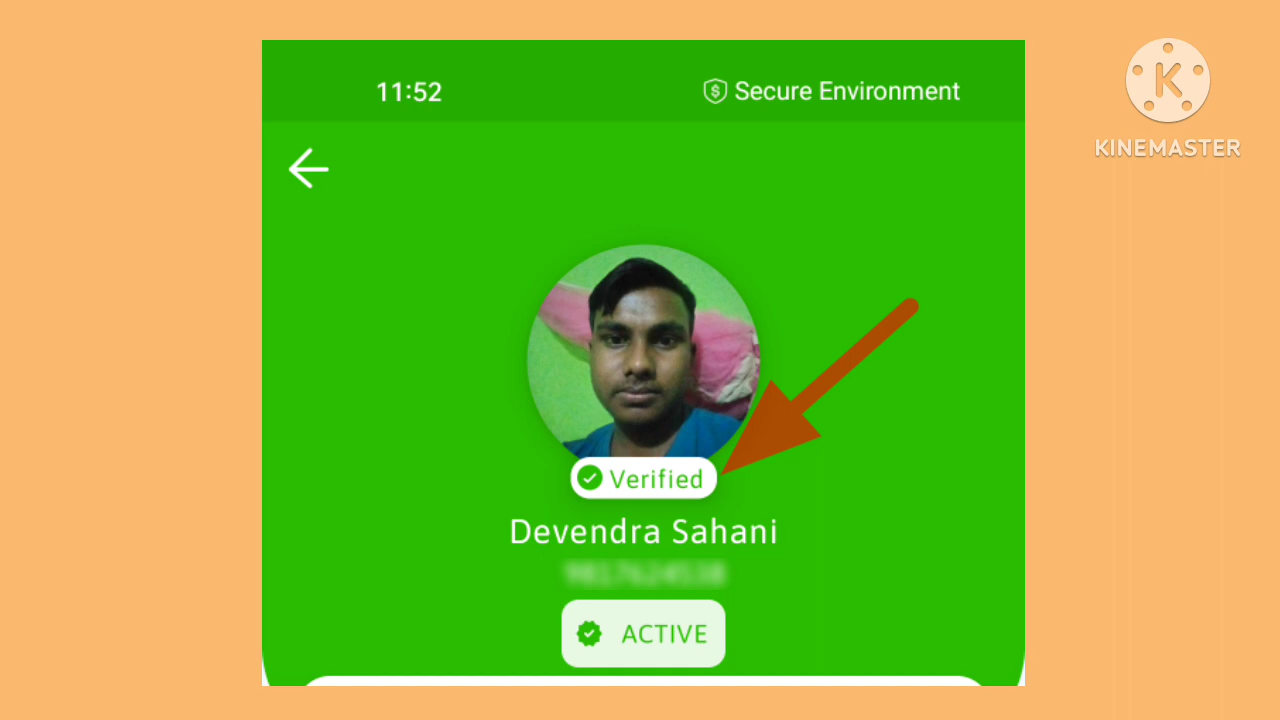 11:52
Secure Environment
KINEMASTER
Verified
Devendra Sahani
ACTIVE